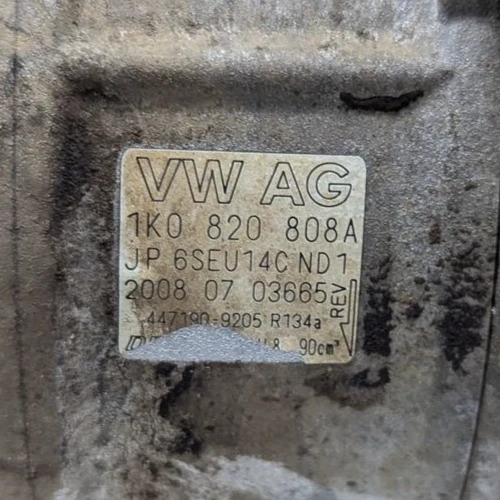 VW AG
1K0 820 808A
JP 6SEU14C ND1
2008 07 03665
REV
447190-9205 R134a
90cm³